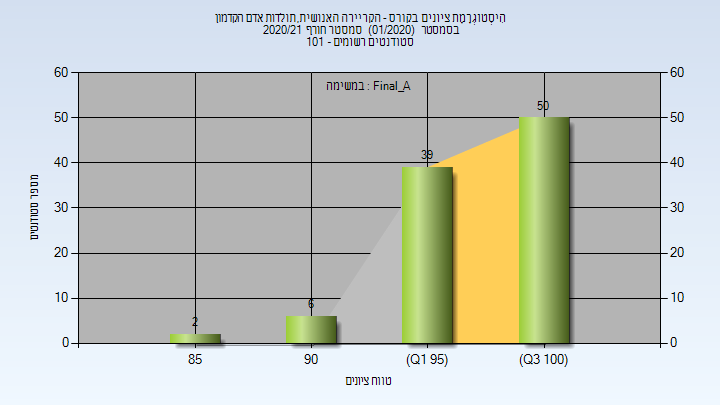 היסטוגרמת ציונים בקורס - הקריירה האנושית,תולדות אדם הקדמון
בסמסטר (01/2020) סמסטר חורף 2020/21
סטודנטים רשומים - 101
במשימה : Final_A
60 60
50 50
40 40
30 30
20 20
10 10
0 0
2 6 39 50
85 90 (Q1 95) (Q3 100)
מספר סטודנטים
טווח ציונים